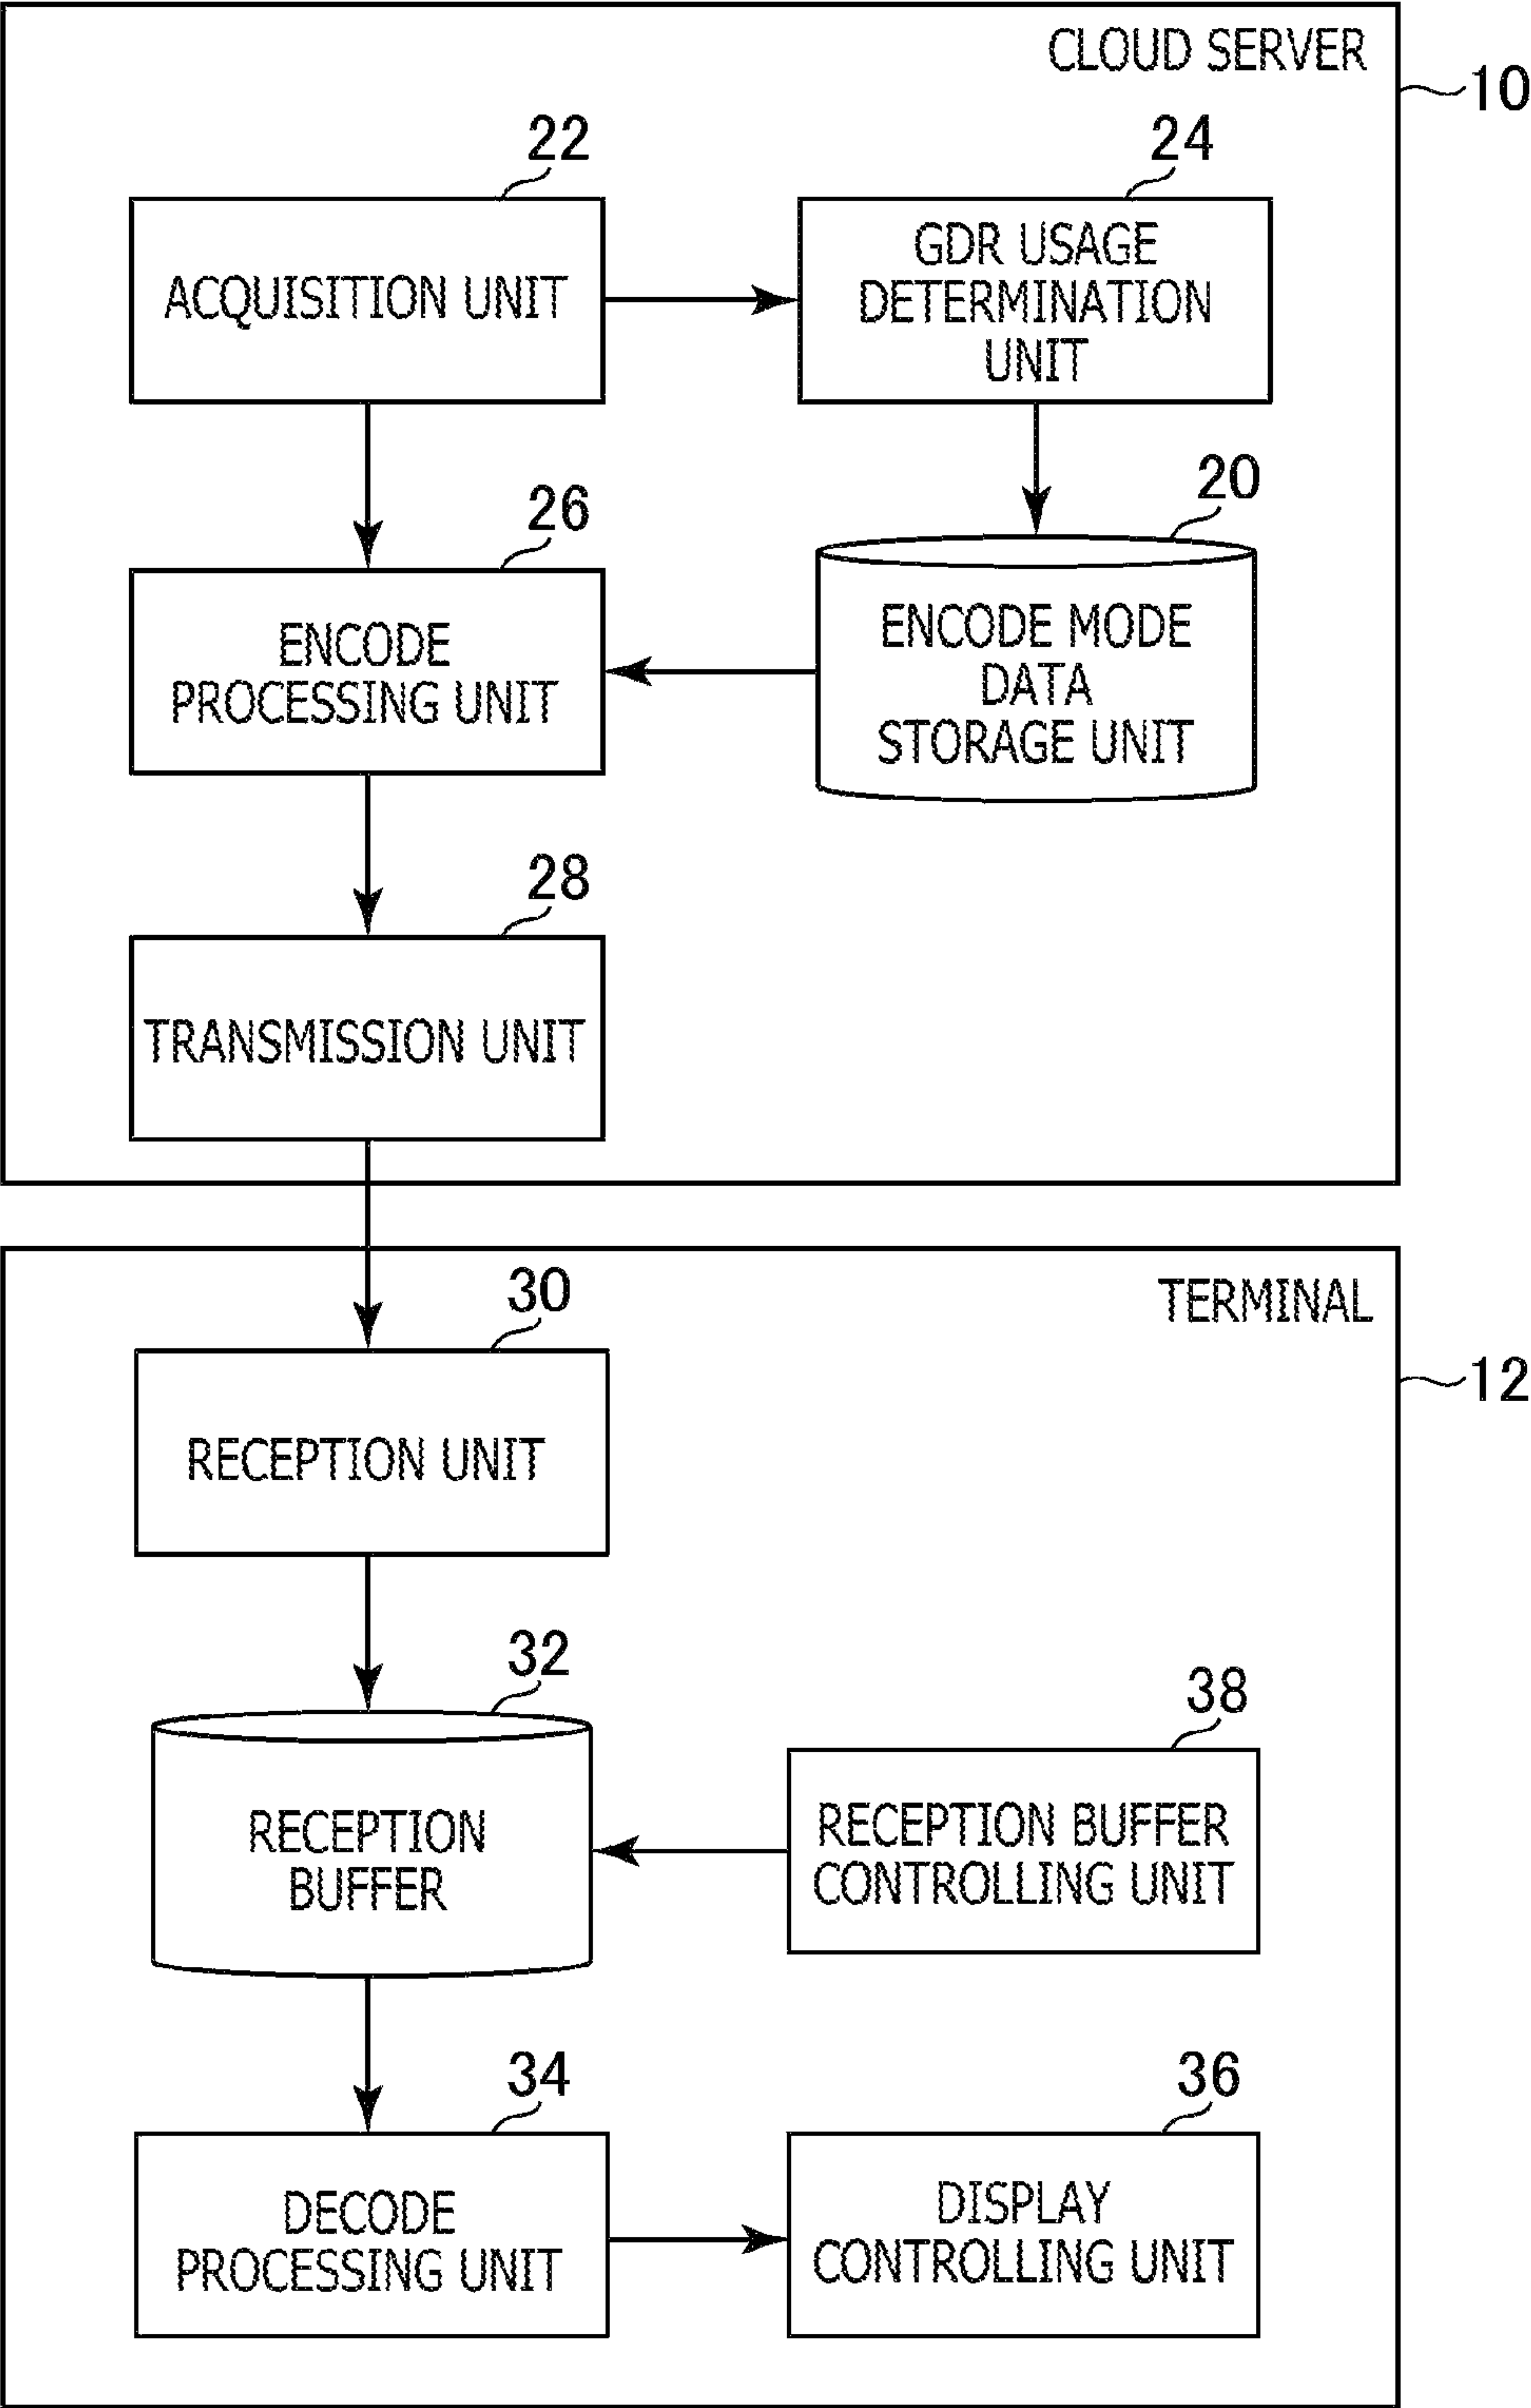 CLOUD SERVER
10
22
24
ACQUISITION UNIT
GDR USAGE
DETERMINATION
UNIT
26
20
ENCODE
PROCESSING UNIT
ENCODE MODE
DATA
STORAGE UNIT
28
TRANSMISSION UNIT
TERMINAL
12
30
RECEPTION UNIT
32
38
RECEPTION
BUFFER
RECEPTION BUFFER
CONTROLLING UNIT
34
36
DECODE
PROCESSING UNIT
DISPLAY
CONTROLLING UNIT